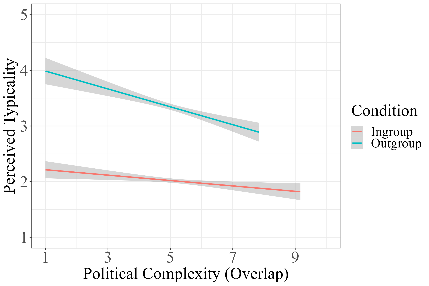 5
4
3
2
1
Perceived Typicality
1 3 5 7 9
Political Complexity (Overlap)
Condition
Ingroup
Outgroup